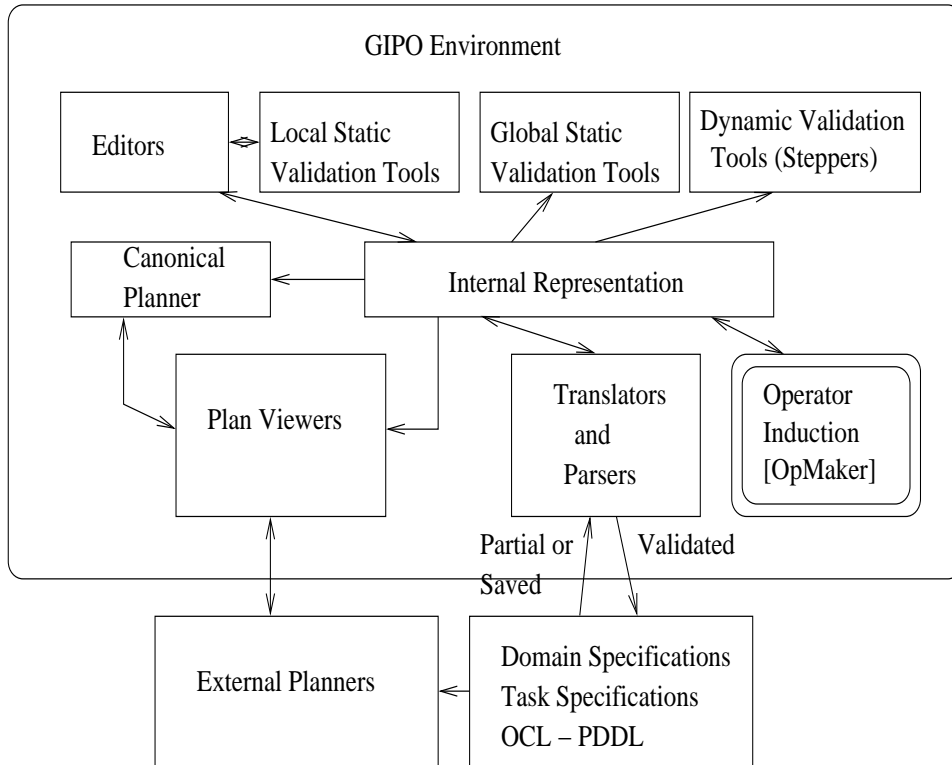 GIPO Environment
Editors
Local Static
Validation Tools
Global Static
Validation Tools
Dynamic Validation
Tools (Steppers)
Canonical
Planner
Internal Representation
Plan Viewers
Translators
and
Parsers
Operator
Induction
[OpMaker]
Partial or
Saved
Validated
External Planners
Domain Specifications
Task Specifications
OCL – PDDL